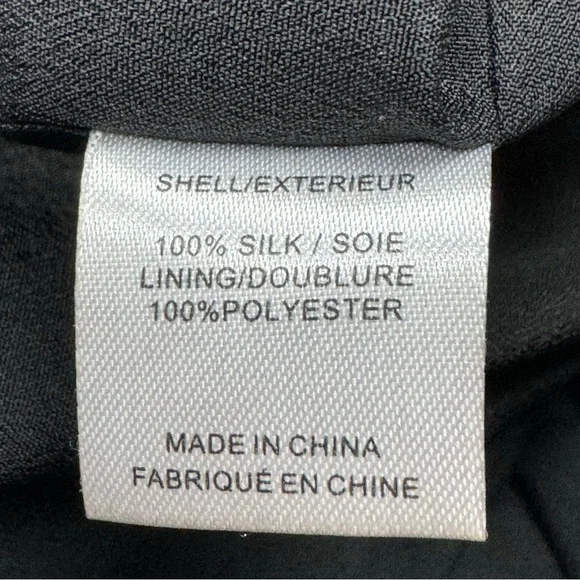 SHELL/EXTERIEUR
100% SILK / SOIE
LINING/DOUBLURE
100%POLYESTER
MADE IN CHINA
FABRIQUÉ EN CHINE